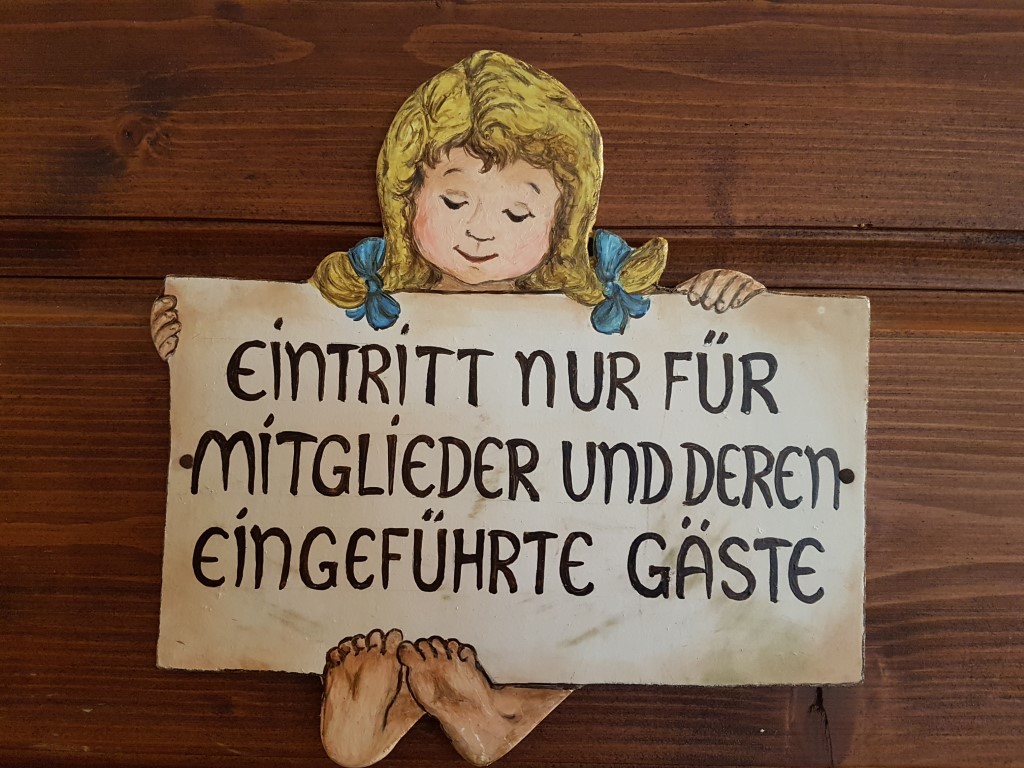 EINTRITT NUR FÜR
MITGLIEDER UND DEREN
EINGEFÜHRTE GÄSTE